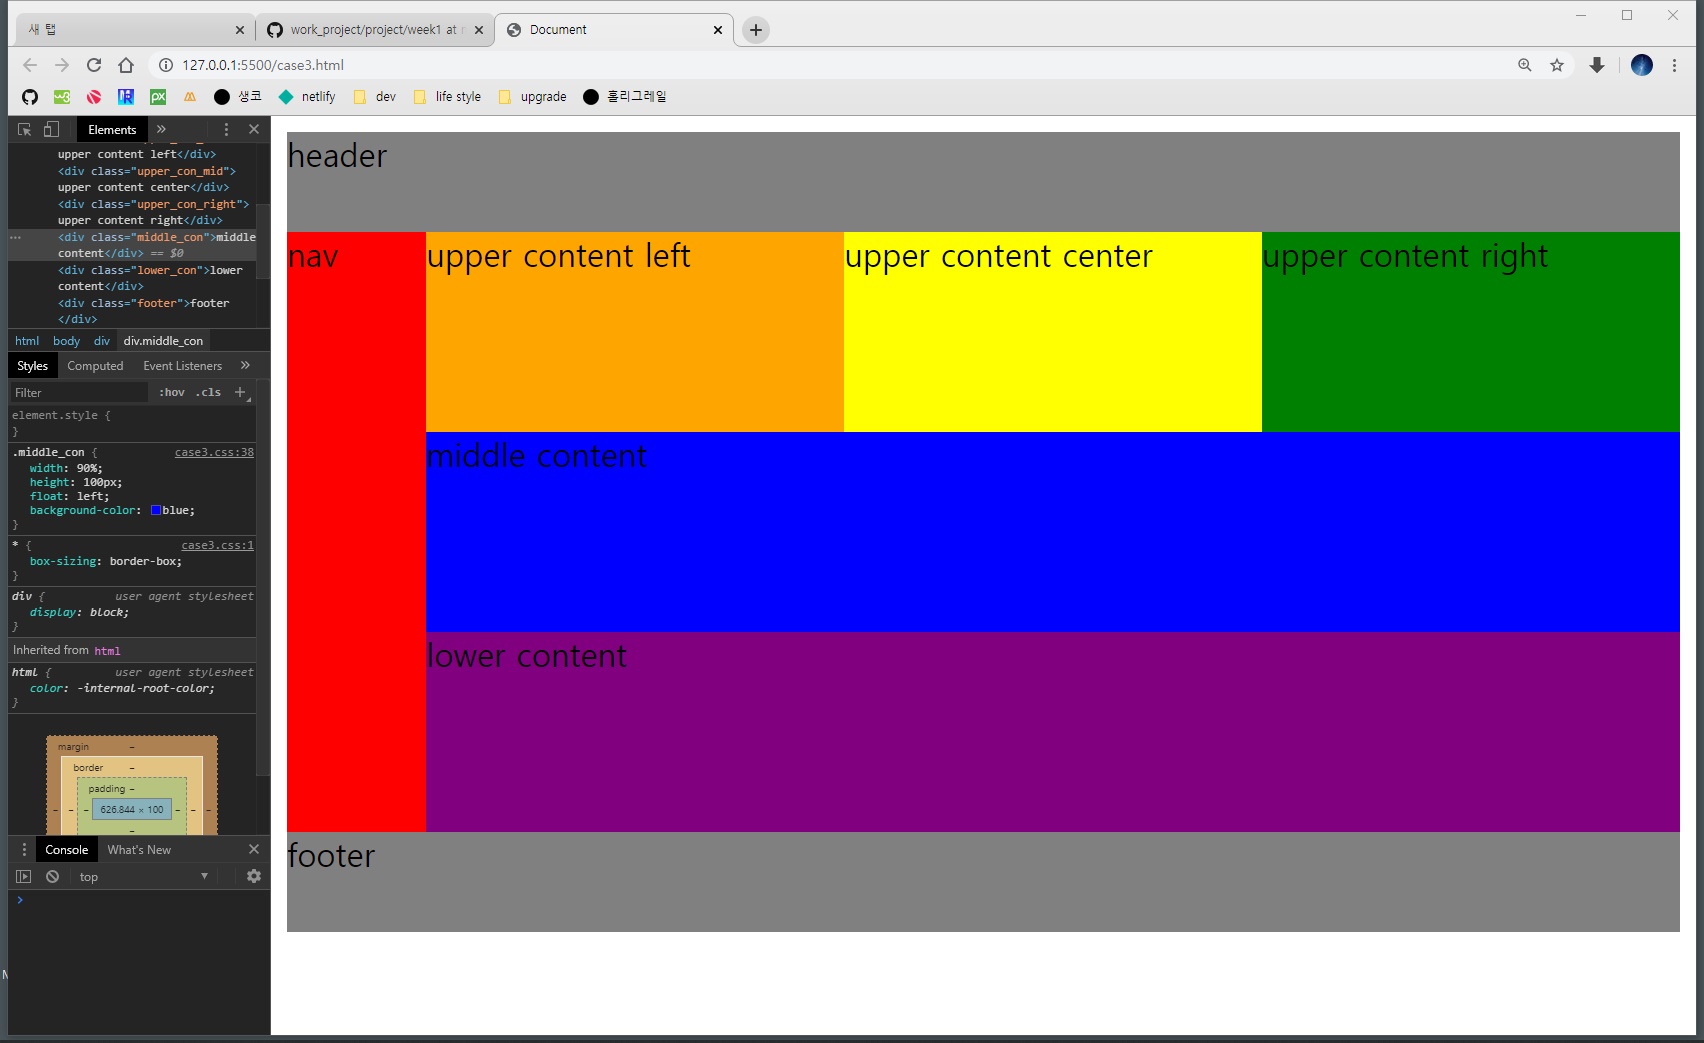 새 탭
work_project/project/week1 at
Document
127.0.0.1:5500/case3.html
생코
netlify
dev
life style
upgrade
홀리그레일
Elements
upper content left</div>
<div class="upper_con_mid">
upper content center</div>
<div class="upper_con_right">
upper content right</div>
<div class="middle_con">middle
content</div> == $0
<div class="lower_con">lower
content</div>
<div class="footer">footer
</div>
html body div div.middle_con
Styles Computed Event Listeners
Filter :hov .cls
element.style {
}
.middle_con { case3.css:38
width: 90%;
height: 100px;
float: left;
background-color: blue;
}
* { case3.css:1
box-sizing: border-box;
}
div { user agent stylesheet
display: block;
}
Inherited from html
html { user agent stylesheet
color: -internal-root-color;
}
margin -
border -
padding -
- - - 626.844 × 100 - - -
-
Console What's New
top
>
header
nav
upper content left
upper content center
upper content right
middle content
lower content
footer